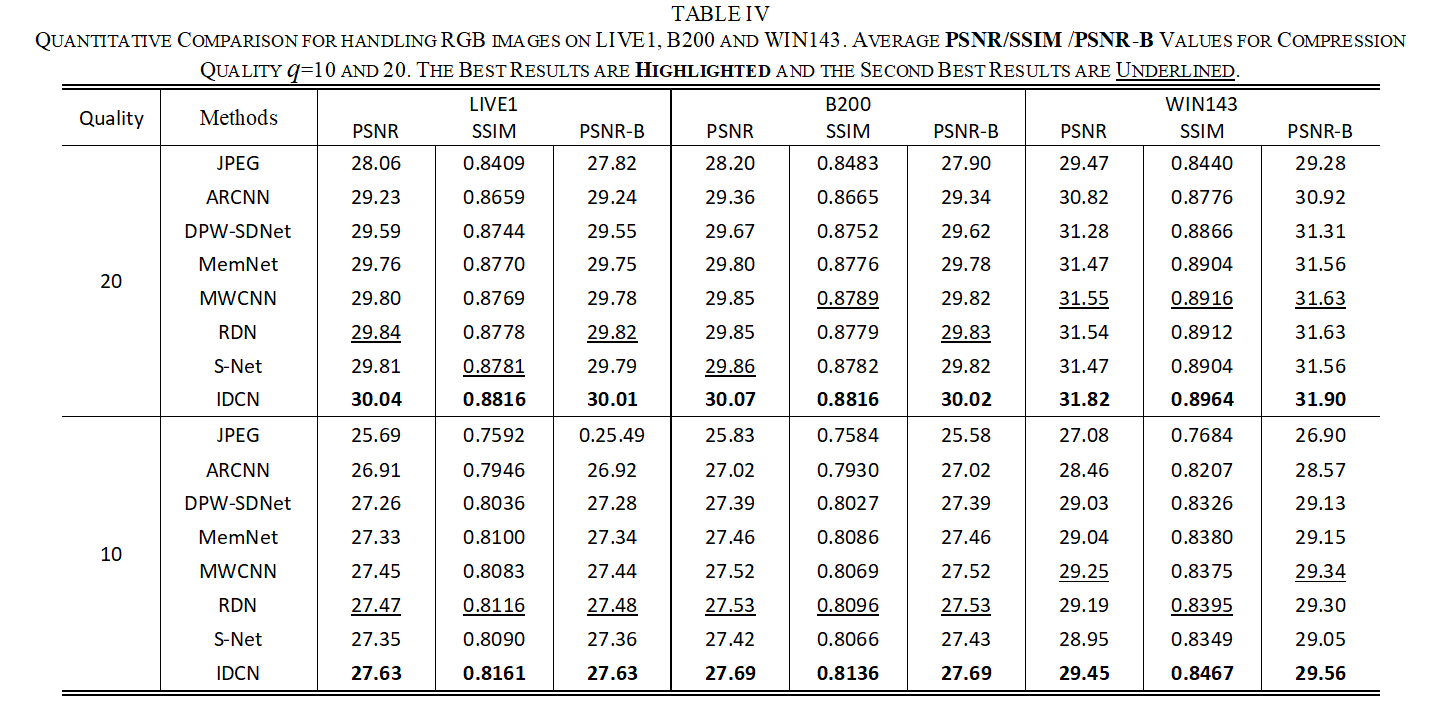 TABLE IV
QUANTITATIVE COMPARISON FOR HANDLING RGB IMAGES ON LIVE1, B200 AND WIN143. AVERAGE PSNR/SSIM /PSNR-B VALUES FOR COMPRESSION
QUALITY q=10 AND 20. THE BEST RESULTS ARE HIGHLIGHTED AND THE SECOND BEST RESULTS ARE UNDERLINED.
Quality Methods LIVE1 B200 WIN143
PSNR SSIM PSNR-B PSNR SSIM PSNR-B PSNR SSIM PSNR-B
20
JPEG 28.06 0.8409 27.82 28.20 0.8483 27.90 29.47 0.8440 29.28
ARCNN 29.23 0.8659 29.24 29.36 0.8665 29.34 30.82 0.8776 30.92
DPW-SDNet 29.59 0.8744 29.55 29.67 0.8752 29.62 31.28 0.8866 31.31
MemNet 29.76 0.8770 29.75 29.80 0.8776 29.78 31.47 0.8904 31.56
MWCNN 29.80 0.8769 29.78 29.85 0.8789 29.82 31.55 0.8916 31.63
RDN 29.84 0.8778 29.82 29.85 0.8779 29.83 31.54 0.8912 31.63
S-Net 29.81 0.8781 29.79 29.86 0.8782 29.82 31.47 0.8904 31.56
IDCN 30.04 0.8816 30.01 30.07 0.8816 30.02 31.82 0.8964 31.90
10
JPEG 25.69 0.7592 0.25.49 25.83 0.7584 25.58 27.08 0.7684 26.90
ARCNN 26.91 0.7946 26.92 27.02 0.7930 27.02 28.46 0.8207 28.57
DPW-SDNet 27.26 0.8036 27.28 27.39 0.8027 27.39 29.03 0.8326 29.13
MemNet 27.33 0.8100 27.34 27.46 0.8086 27.46 29.04 0.8380 29.15
MWCNN 27.45 0.8083 27.44 27.52 0.8069 27.52 29.25 0.8375 29.34
RDN 27.47 0.8116 27.48 27.53 0.8096 27.53 29.19 0.8395 29.30
S-Net 27.35 0.8090 27.36 27.42 0.8066 27.43 28.95 0.8349 29.05
IDCN 27.63 0.8161 27.63 27.69 0.8136 27.69 29.45 0.8467 29.56